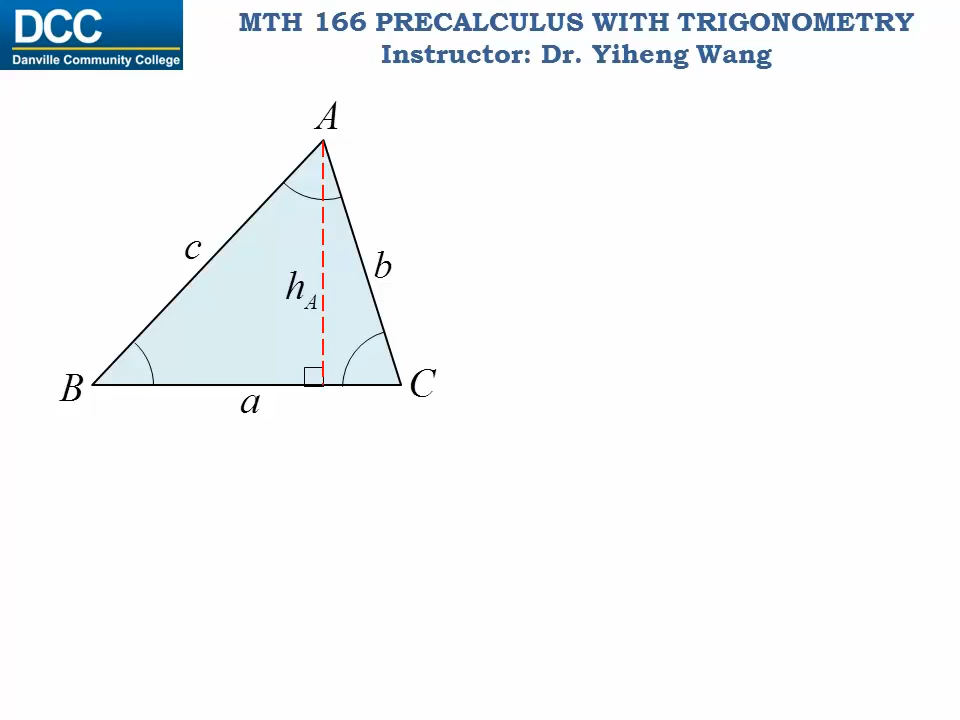 DCC
Danville Community College
MTH 166 PRECALCULUS WITH TRIGONOMETRY
Instructor: Dr. Yiheng Wang
A
c
b
h_A
B
C
a